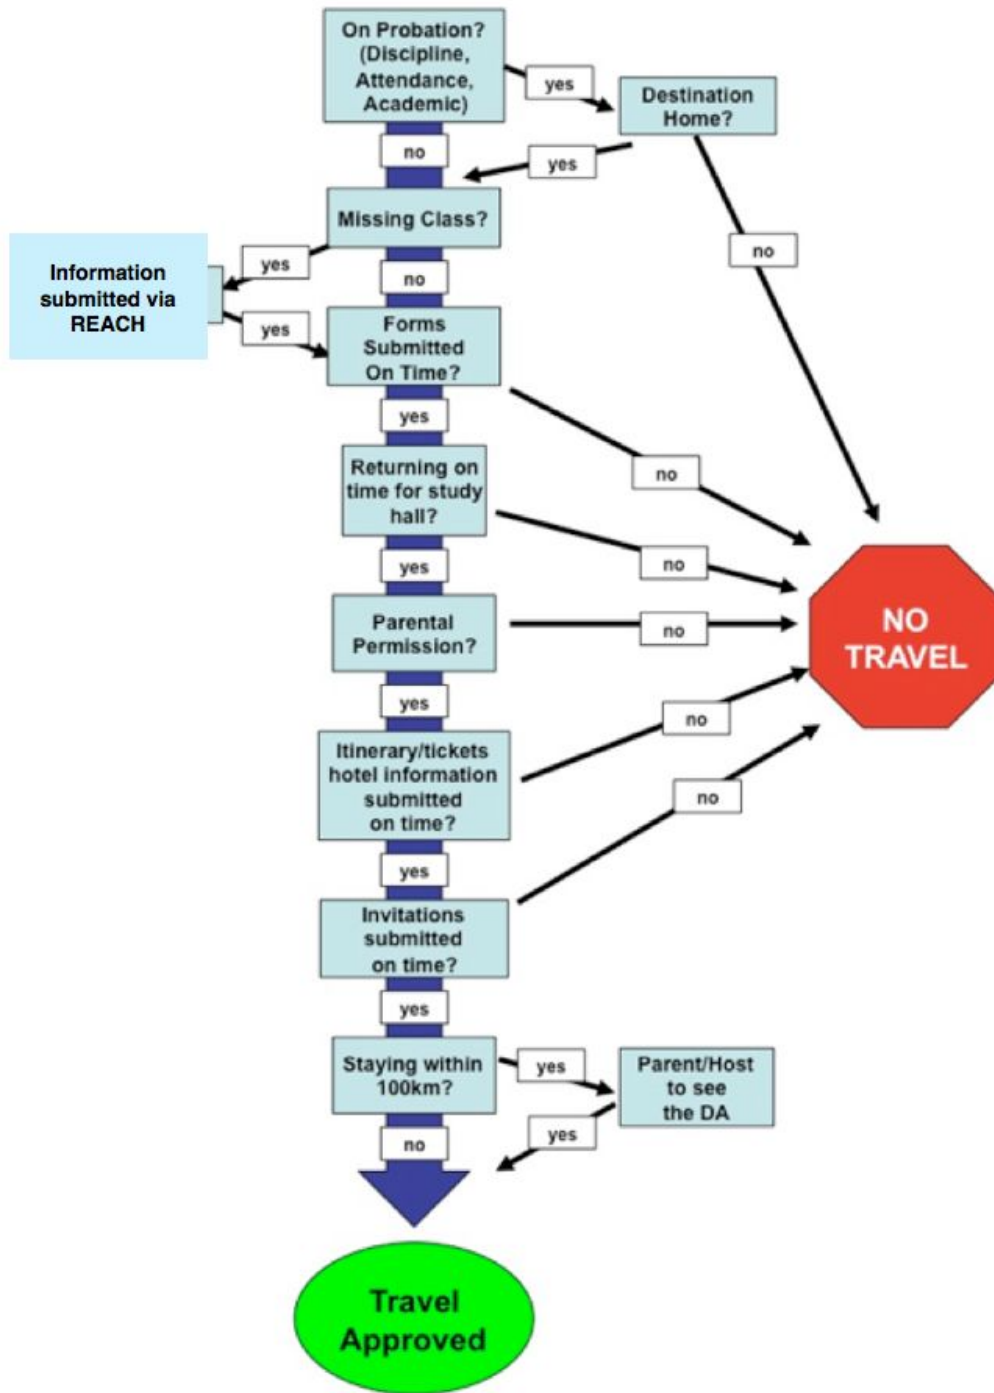 On Probation?
(Discipline,
Attendance,
Academic)
yes
Destination
Home?
no
yes
Missing Class?
no
yes
Information
submitted via
REACH
no
yes
Forms
Submitted
On Time?
yes
no
Returning on
time for study
hall?
no
yes
Parental
Permission?
no
NO
TRAVEL
yes
no
Itinerary/tickets
hotel information
submitted
on time?
no
yes
Invitations
submitted
on time?
yes
Staying within
100km?
yes
Parent/Host
to see
the DA
yes
no
Travel
Approved